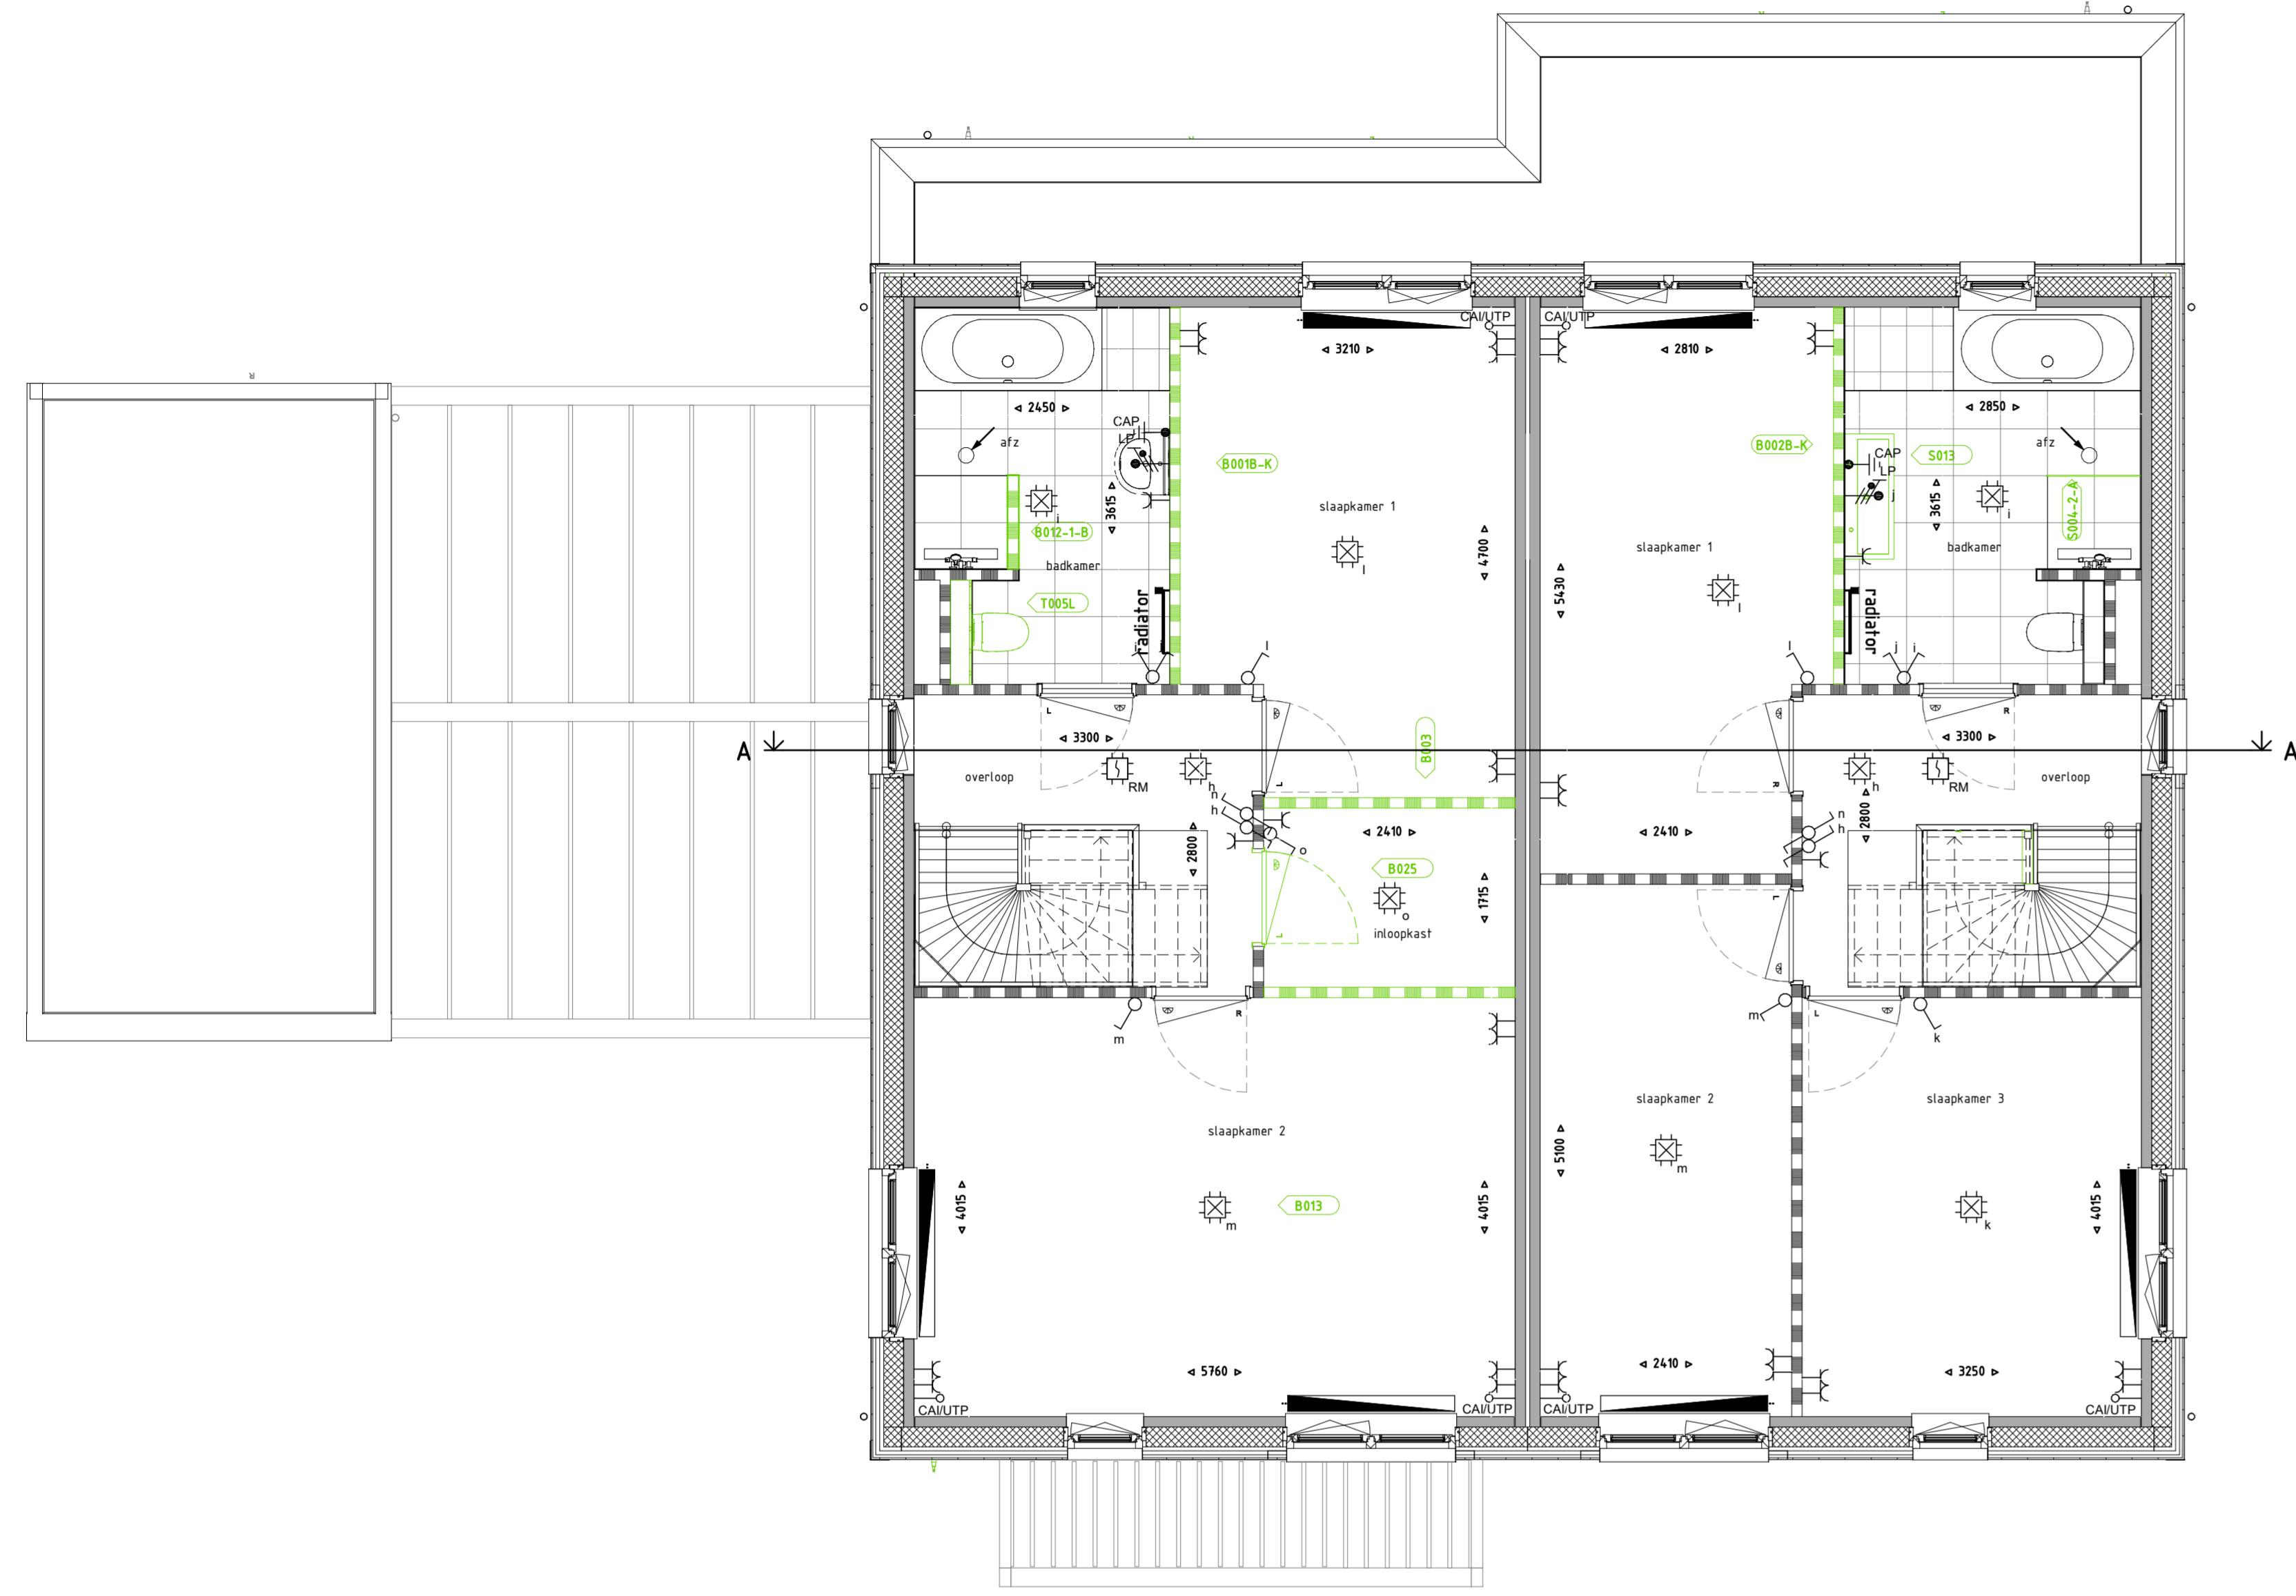 CAI/UTP
CAI/UTP
◁ 3210 ▷
◁ 2810 ▷
◁ 2450 ▷
◁ 2850 ▷
CAP
LP
afz
afz
B001B-K
B002B-K
S013
CAP
LP
j
i
◁ 3615 ▷
slaapkamer 1
◁ 3615 ▷
i
S004-2-A
B012-1-B
badkamer
◁ 4700 ▷
slaapkamer 1
badkamer
l
T005L
◁ 5430 ▷
l
radiator
radiator
l
l
j
i
L
R
A
◁ 3300 ▷
B003
◁ 3300 ▷
A
overloop
RM
h
L
R
h
RM
overloop
n
h
◁ 2800 ▷
o
◁ 2410 ▷
◁ 2410 ▷
n
h
◁ 2800 ▷
B025
o
inloopkast
◁ 1715 ▷
L
L
m
R
m
L
k
slaapkamer 2
slaapkamer 2
slaapkamer 3
◁ 5100 ▷
m
◁ 4015 ▷
m
B013
◁ 4015 ▷
k
◁ 4015 ▷
◁ 5760 ▷
◁ 2410 ▷
◁ 3250 ▷
CAI/UTP
CAI/UTP
CAI/UTP
CAI/UTP